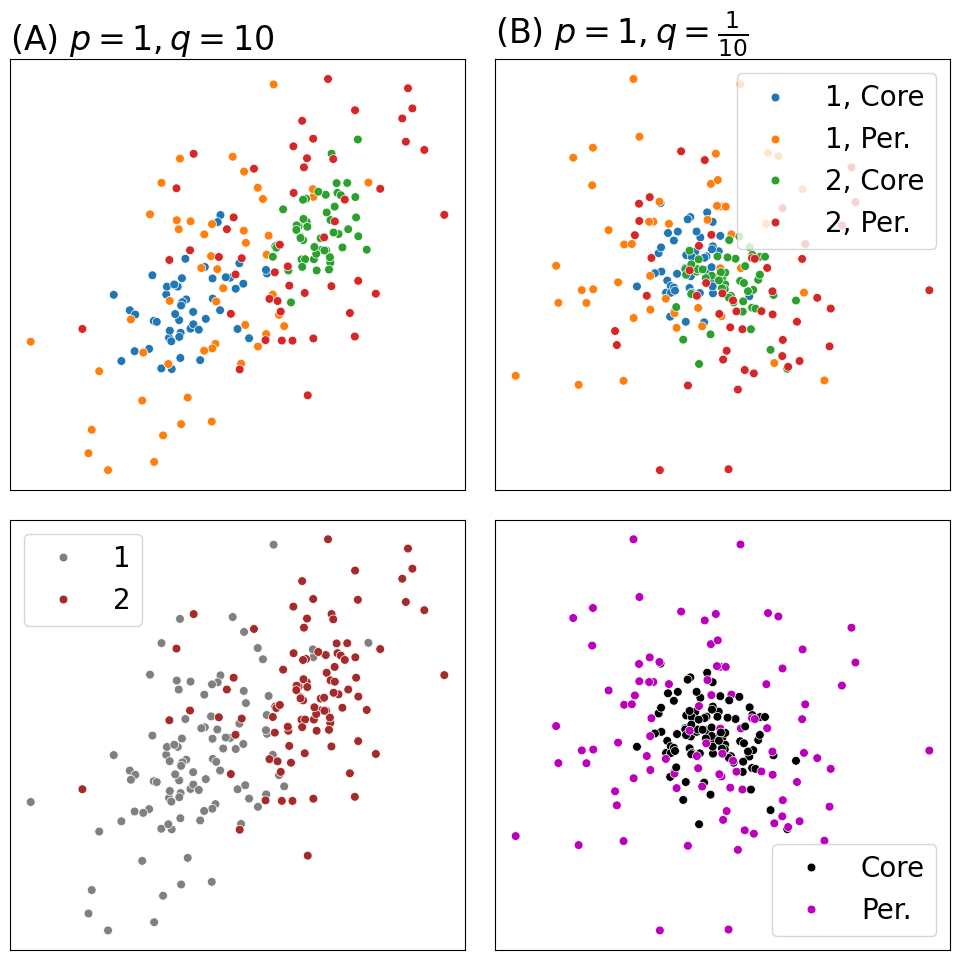 (A) p = 1, q = 10
(B) p = 1, q = 1/10
1, Core
1, Per.
2, Core
2, Per.
1
2
Core
Per.